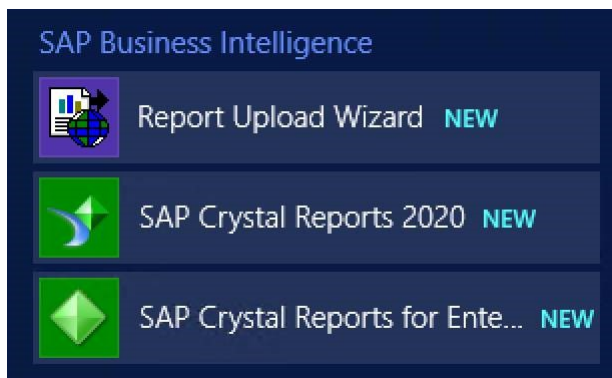 SAP Business Intelligence
Report Upload Wizard NEW
SAP Crystal Reports 2020 NEW
SAP Crystal Reports for Ente... NEW